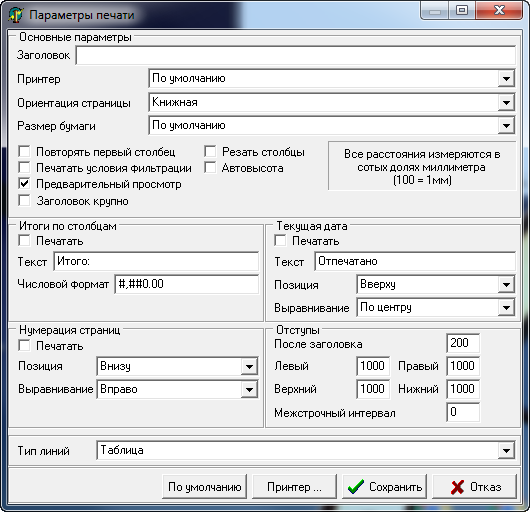 Параметры печати
Основные параметры
Заголовок
Принтер По умолчанию
Ориентация страницы Книжная
Размер бумаги По умолчанию
Повторять первый столбец
Резать столбцы
Печатать условия фильтрации
Автовысота
Предварительный просмотр
Заголовок крупно
Все расстояния измеряются в
сотых долях миллиметра
(100 = 1мм)
Итоги по столбцам
Печатать
Текст Итого:
Числовой формат #,##0.00
Текущая дата
Печатать
Текст Отпечатано
Позиция Вверху
Выравнивание По центру
Нумерация страниц
Печатать
Позиция Внизу
Выравнивание Вправо
Отступы
После заголовка 200
Левый 1000 Правый 1000
Верхний 1000 Нижний 1000
Межстрочный интервал 0
Тип линий Таблица
По умолчанию Принтер ... Сохранить Отказ